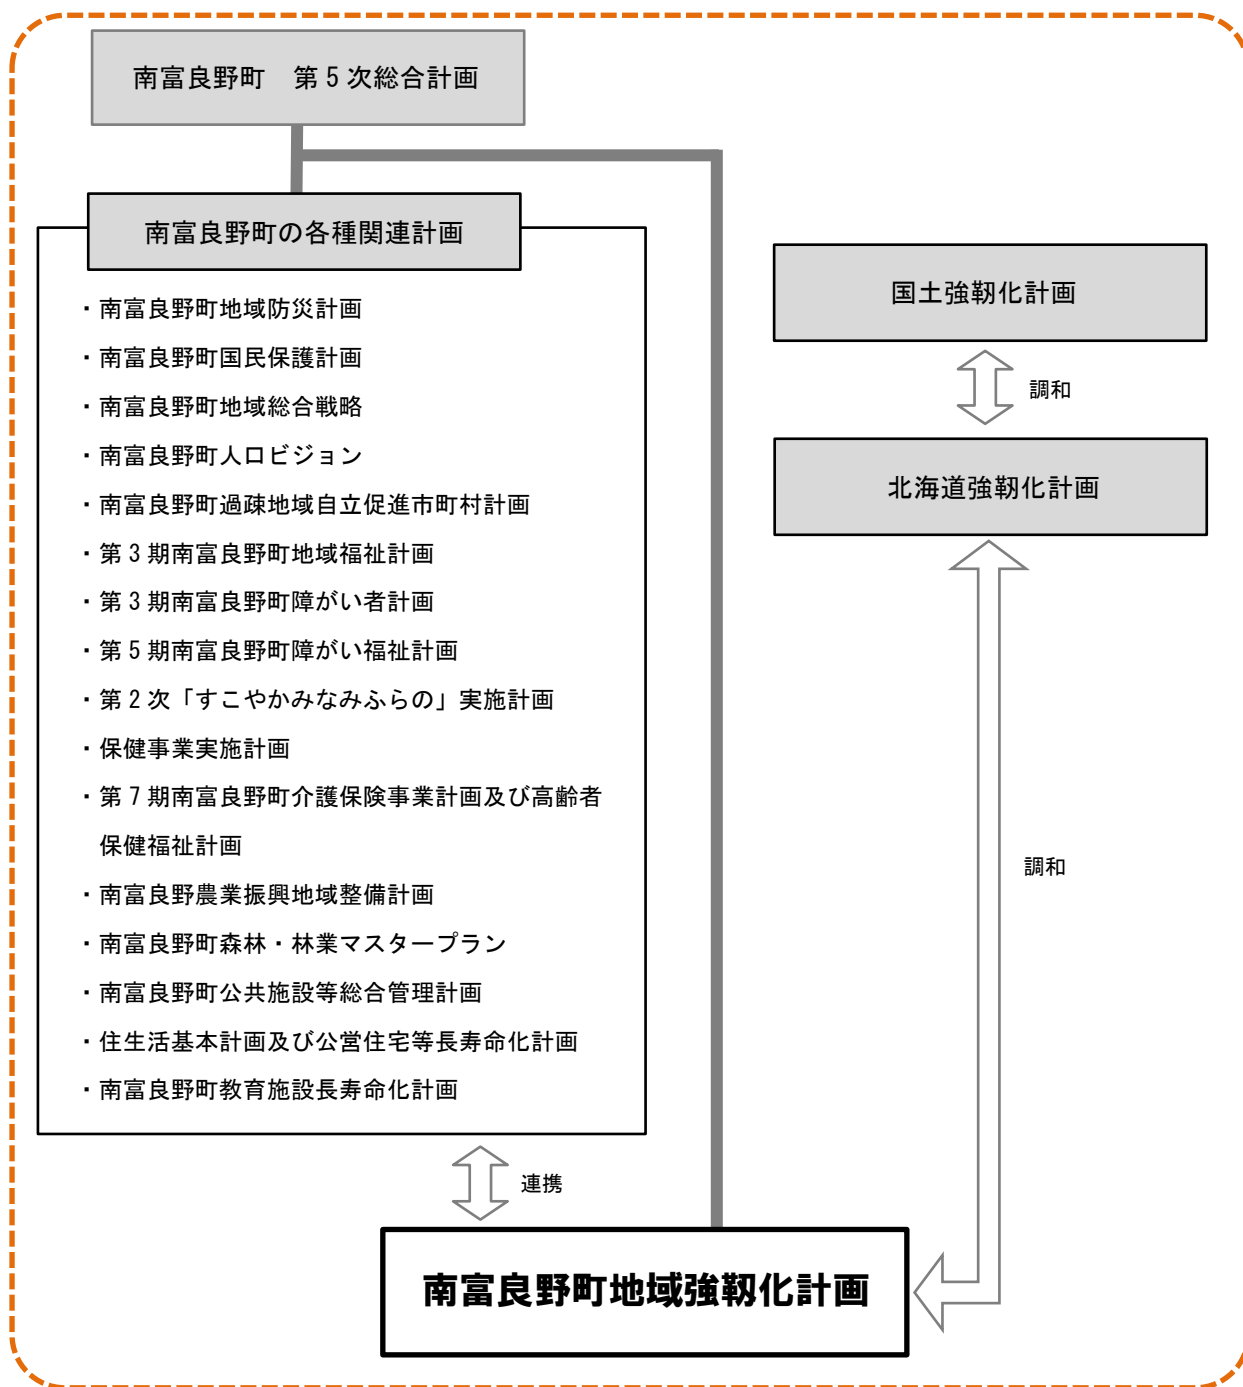 南富良野町　第5次総合計画
南富良野町の各種関連計画
・南富良野町地域防災計画
・南富良野町国民保護計画
・南富良野町地域総合戦略
・南富良野町人口ビジョン
・南富良野町過疎地域自立促進市町村計画
・第3期南富良野町地域福祉計画
・第3期南富良野町障がい者計画
・第5期南富良野町障がい福祉計画
・第2次「すこやかみなみふらの」実施計画
・保健事業実施計画
・第7期南富良野町介護保険事業計画及び高齢者
保健福祉計画
・南富良野農業振興地域整備計画
・南富良野町森林・林業マスタープラン
・南富良野町公共施設等総合管理計画
・住生活基本計画及び公営住宅等長寿命化計画
・南富良野町教育施設長寿命化計画
国土強靭化計画
調和
北海道強靭化計画
調和
連携
南富良野町地域強靱化計画